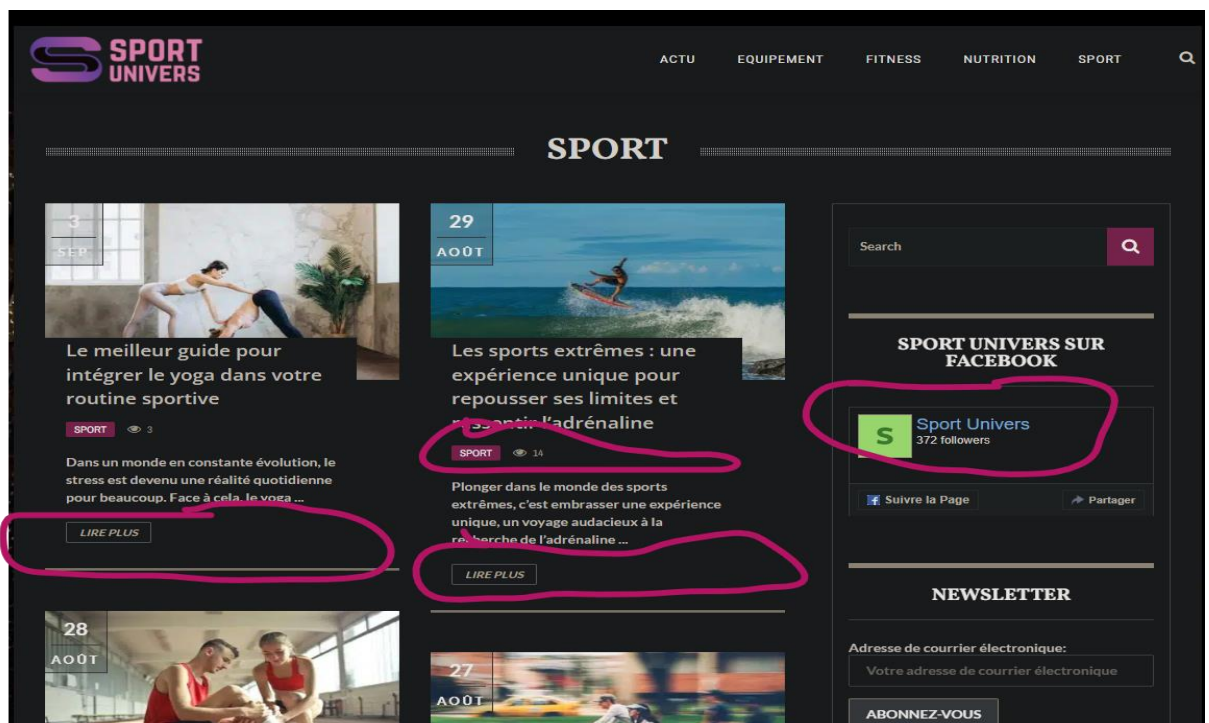 SPORT
UNIVERS
ACTU EQUIPEMENT FITNESS NUTRITION SPORT
SPORT
3
SEP
Le meilleur guide pour
intégrer le yoga dans votre
routine sportive
SPORT 3
Dans un monde en constante évolution, le
stress est devenu une réalité quotidienne
pour beaucoup. Face à cela, le yoga ...
LIRE PLUS
29
AOÛT
Les sports extrêmes : une
expérience unique pour
repousser ses limites et
ressentir l’adrénaline
SPORT 14
Plonger dans le monde des sports
extrêmes, c'est embrasser une expérience
unique, un voyage audacieux à la
recherche de l’adrénaline ...
LIRE PLUS
28
AOÛT
27
AOÛT
Search
SPORT UNIVERS SUR
FACEBOOK
S
Sport Univers
372 followers
Suivre la Page Partager
NEWSLETTER
Adresse de courrier électronique:
Votre adresse de courrier électronique
ABONNEZ-VOUS